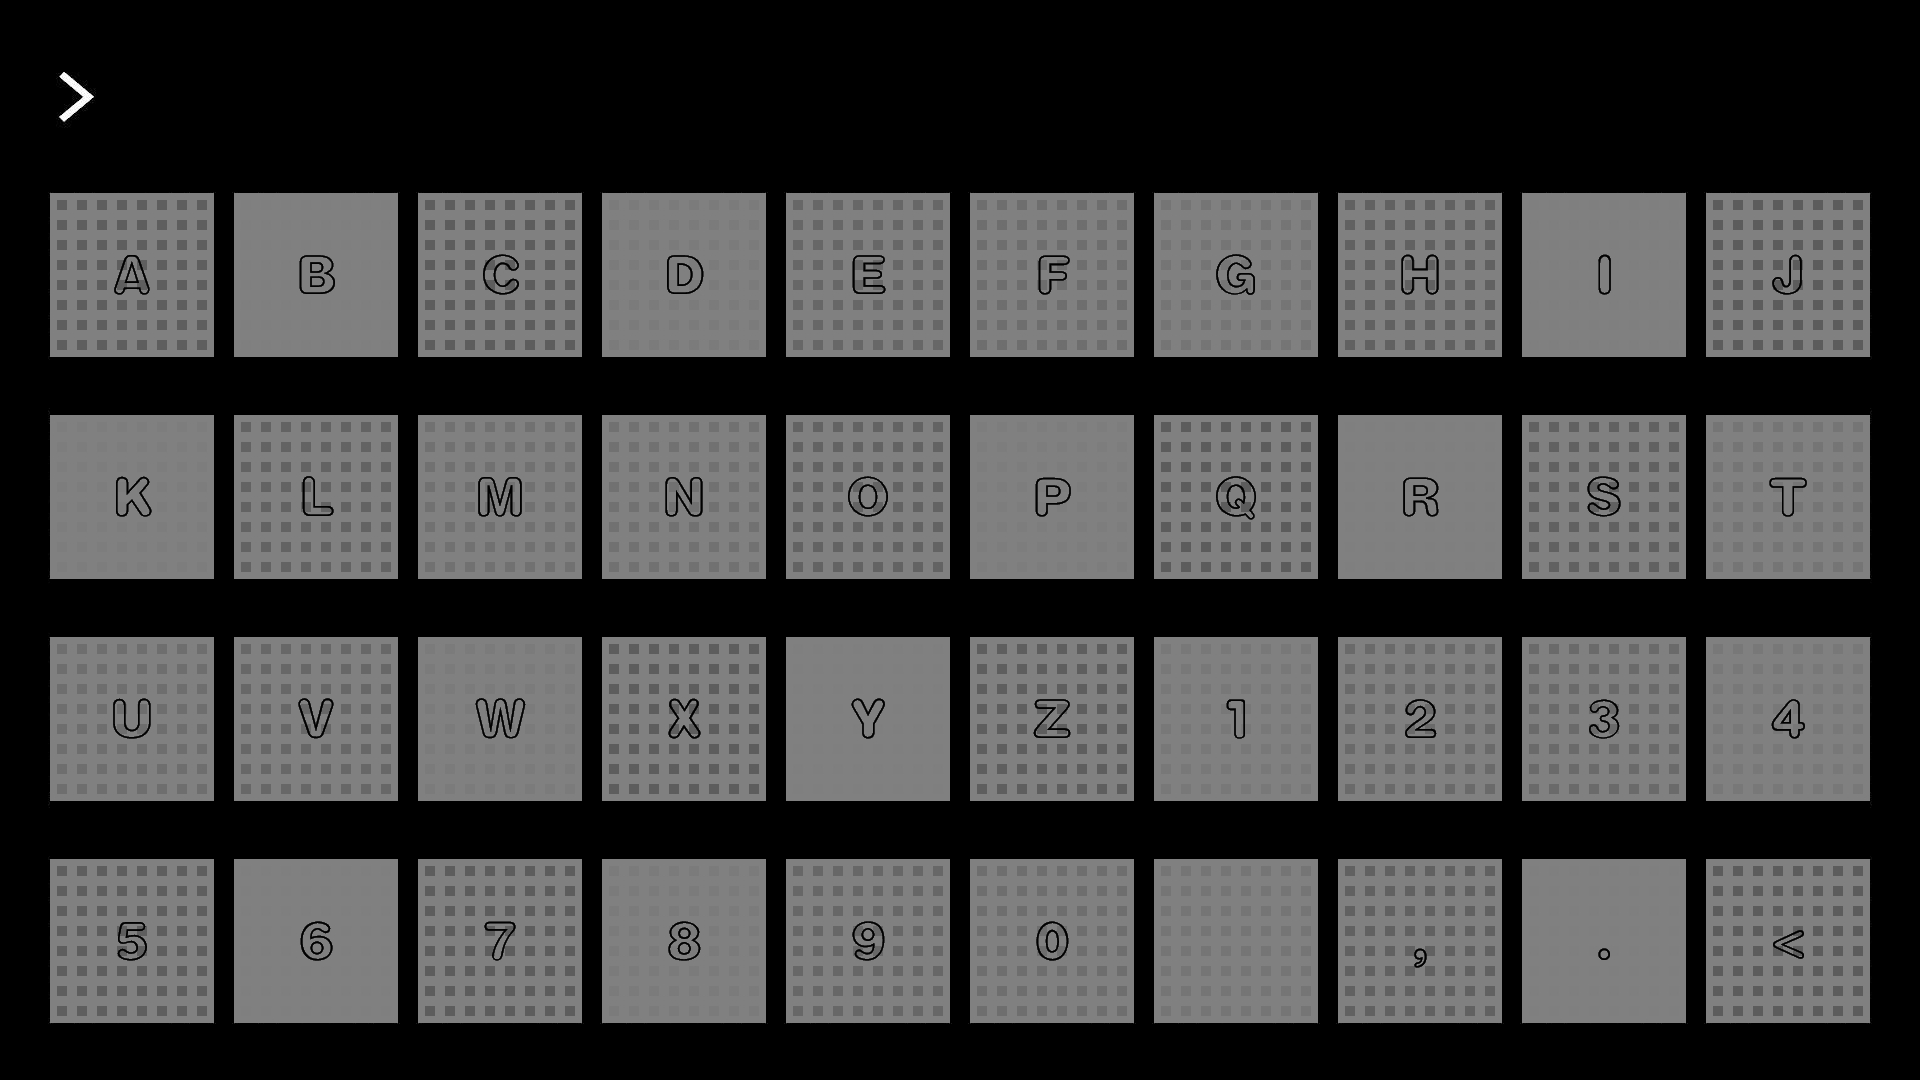 >
A B C D E F G H I J
K L M N O P Q R S T
U V W X Y Z 1 2 3 4
5 6 7 8 9 0 , . <